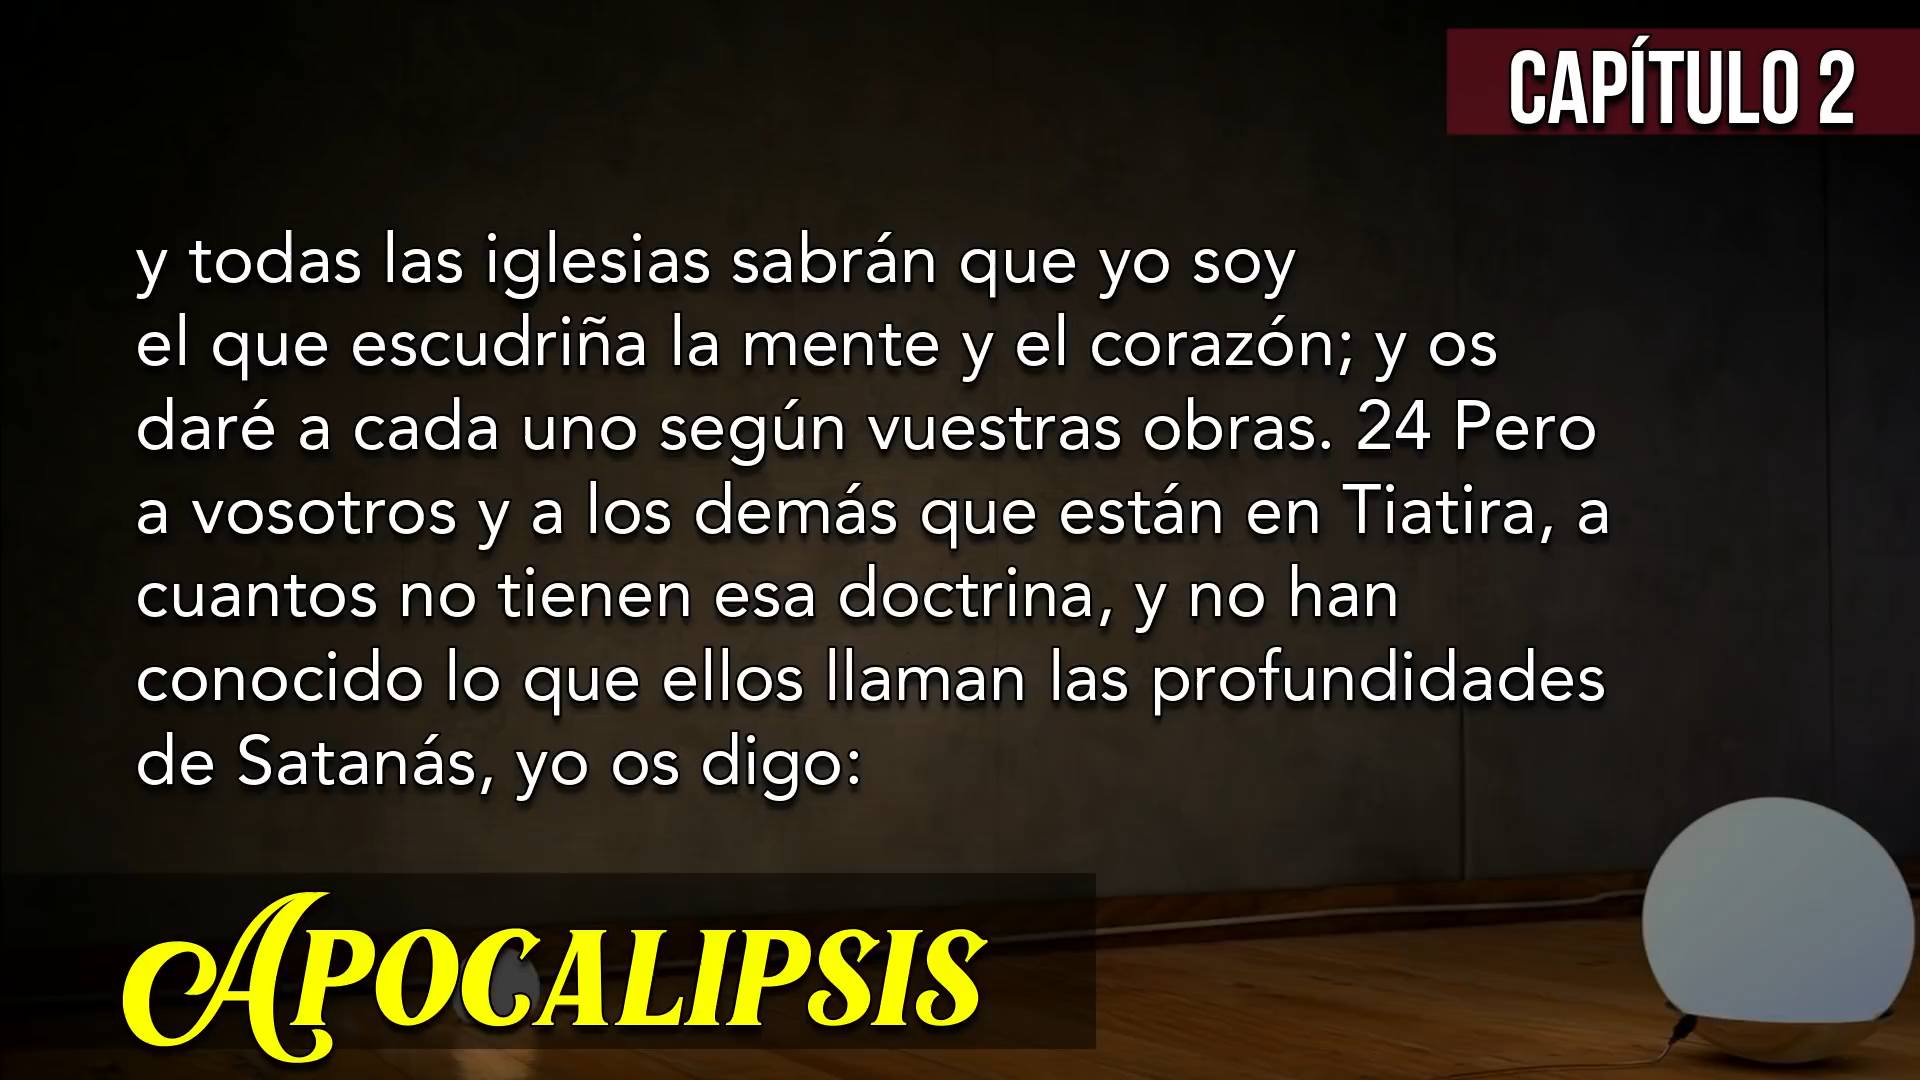 CAPÍTULO 2
y todas las iglesias sabrán que yo soy
el que escudriña la mente y el corazón; y os
daré a cada uno según vuestras obras. 24 Pero
a vosotros y a los demás que están en Tiatira, a
cuantos no tienen esa doctrina, y no han
conocido lo que ellos llaman las profundidades
de Satanás, yo os digo:
APOCALIPSIS